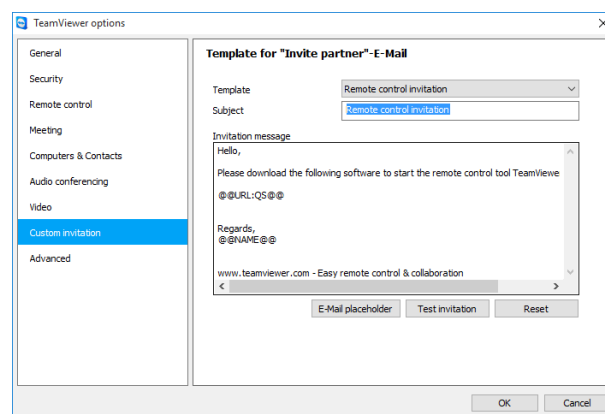 TeamViewer options
General
Security
Remote control
Meeting
Computers & Contacts
Audio conferencing
Video
Custom invitation
Advanced
Template for "Invite partner"-E-Mail
Template
Remote control invitation
Subject
Remote control invitation
Invitation message
Hello,
Please download the following software to start the remote control tool TeamViewe
@@URL:QS@@
Regards,
@@NAME@@
www.teamviewer.com - Easy remote control & collaboration
E-Mail placeholder
Test invitation
Reset
OK
Cancel